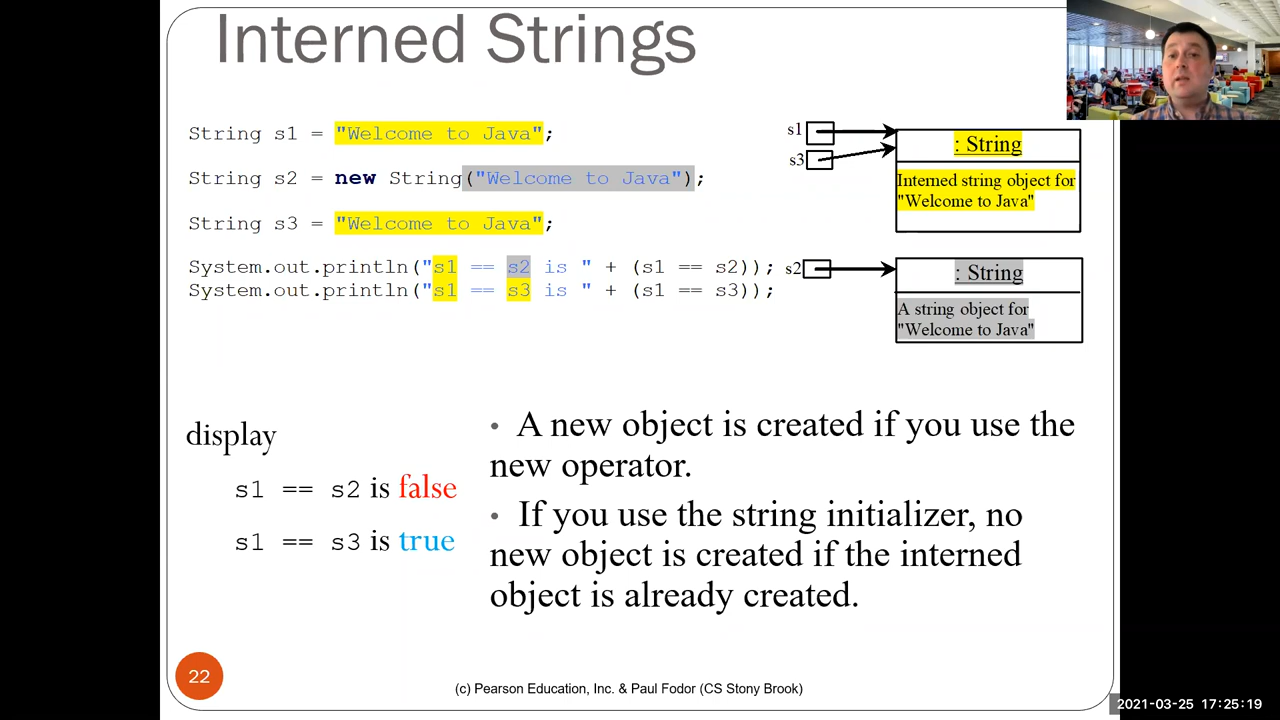 Interned Strings
String s1 = "Welcome to Java";
String s2 = new String("Welcome to Java");
String s3 = "Welcome to Java";
System.out.println("s1 == s2 is " + (s1 == s2));
System.out.println("s1 == s3 is " + (s1 == s3));
s1
s3
: String
Interned string object for
"Welcome to Java"
s2
: String
A string object for
"Welcome to Java"
display
s1 == s2 is false
s1 == s3 is true
• A new object is created if you use the
new operator.
• If you use the string initializer, no
new object is created if the interned
object is already created.
22
(c) Pearson Education, Inc. & Paul Fodor (CS Stony Brook)
2021-03-25 17:25:19